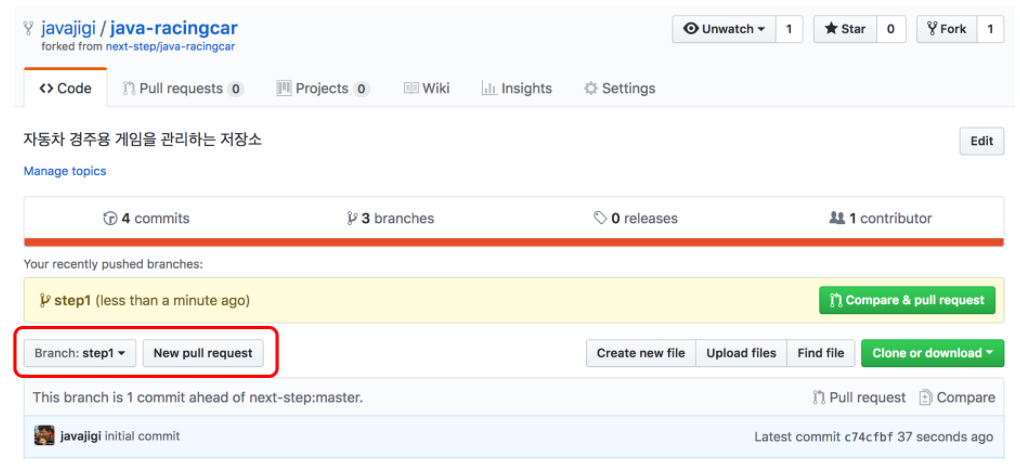 javajigi / java-racingcar
forked from next-step/java-racingcar
Unwatch 1 Star 0 Fork 1
Code Pull requests 0 Projects 0 Wiki Insights Settings
자동차 경주용 게임을 관리하는 저장소
Edit
Manage topics
4 commits 3 branches 0 releases 1 contributor
Your recently pushed branches:
step1 (less than a minute ago) Compare & pull request
Branch: step1 New pull request Create new file Upload files Find file Clone or download
This branch is 1 commit ahead of next-step:master. Pull request Compare
javajigi initial commit Latest commit c74cfbf 37 seconds ago